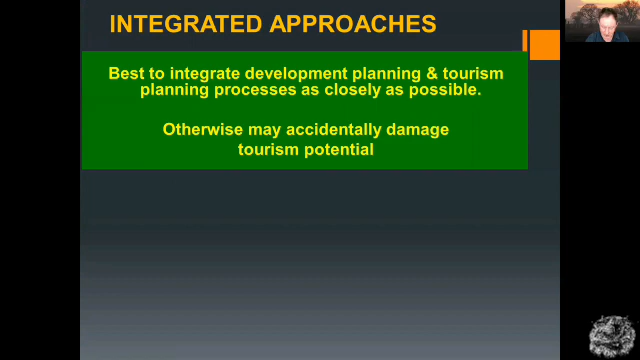 INTEGRATED APPROACHES
Best to integrate development planning & tourism
planning processes as closely as possible.
Otherwise may accidentally damage
tourism potential